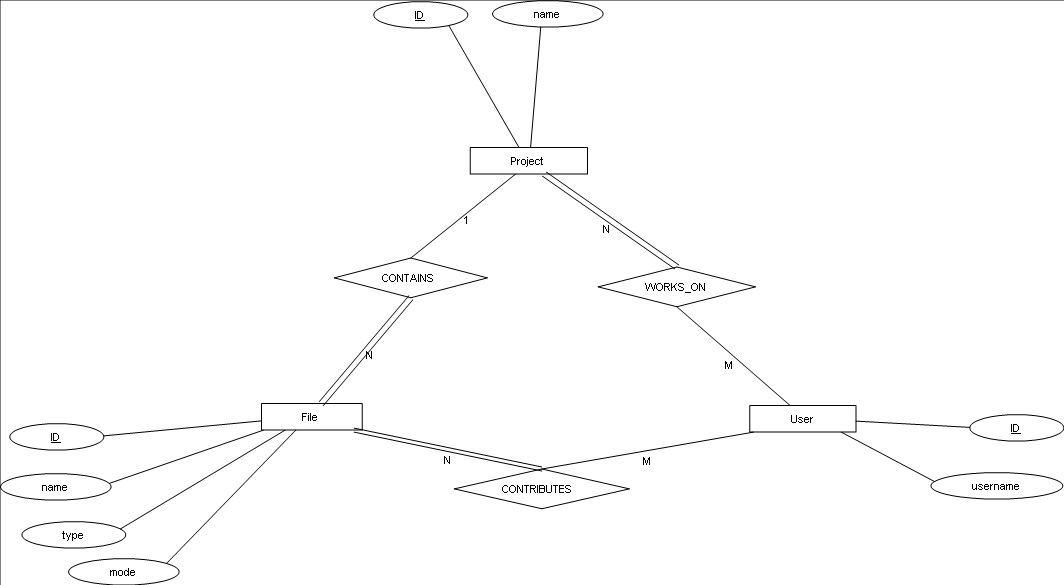 ID
name
Project
1
N
CONTAINS
WORKS_ON
N
M
File
User
ID
ID
N
M
name
CONTRIBUTES
username
type
mode